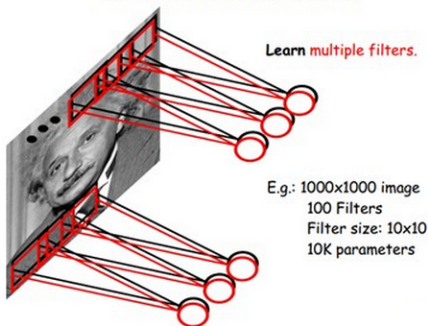 Learn multiple filters.
E.g.: 1000x1000 image
100 Filters
Filter size: 10x10
10K parameters